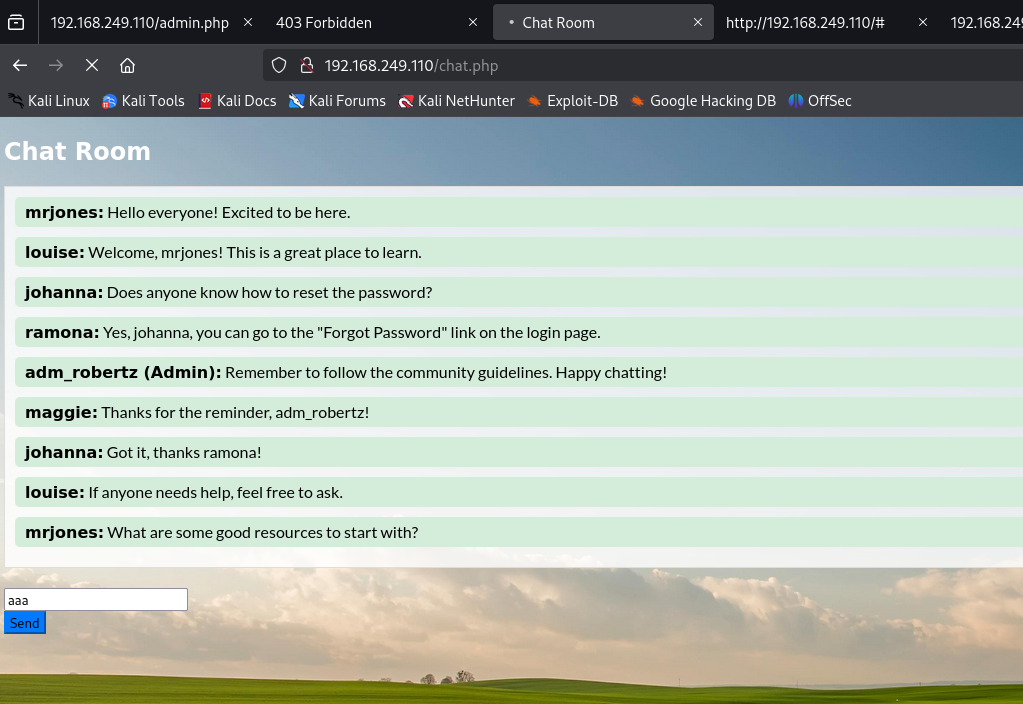 192.168.249.110/admin.php
403 Forbidden
Chat Room
http://192.168.249.110/#
192.168.249
192.168.249.110/chat.php
Kali Linux
Kali Tools
Kali Docs
Kali Forums
Kali NetHunter
Exploit-DB
Google Hacking DB
OffSec
Chat Room
mrjones: Hello everyone! Excited to be here.
louise: Welcome, mrjones! This is a great place to learn.
johanna: Does anyone know how to reset the password?
ramona: Yes, johanna, you can go to the "Forgot Password" link on the login page.
adm_robertz (Admin): Remember to follow the community guidelines. Happy chatting!
maggie: Thanks for the reminder, adm_robertz!
johanna: Got it, thanks ramona!
louise: If anyone needs help, feel free to ask.
mrjones: What are some good resources to start with?
aaa
Send